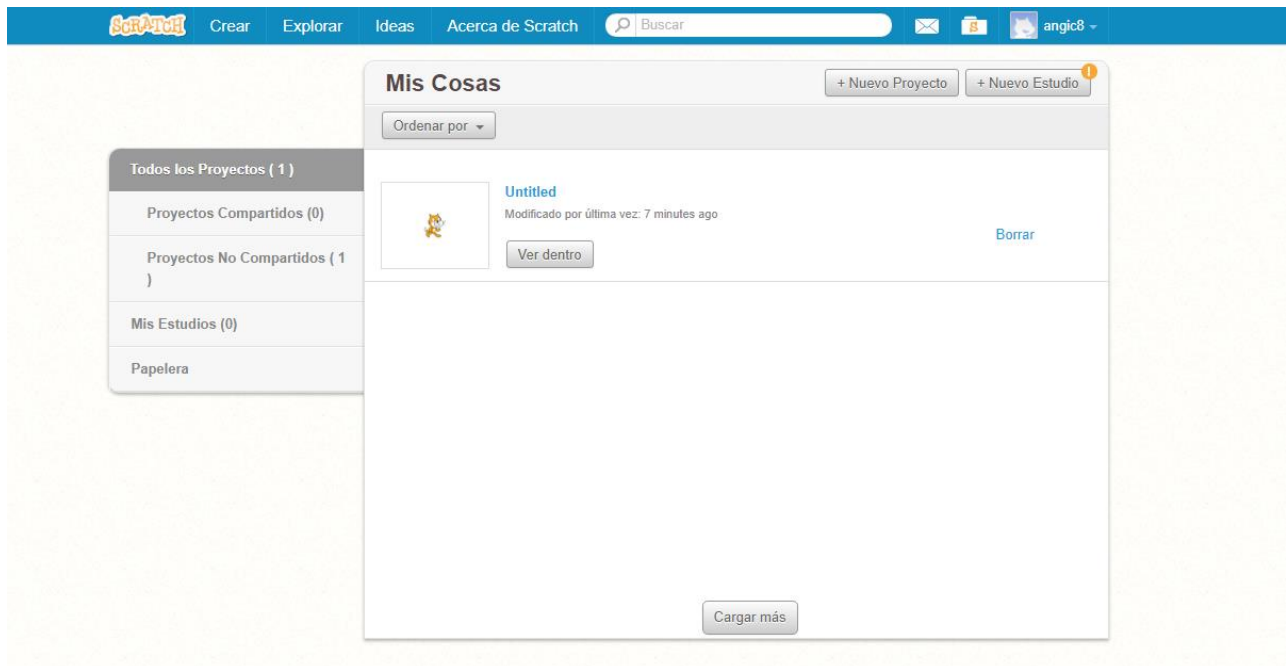 SCRATCH Crear Explorar Ideas Acerca de Scratch Buscar S angic8
Mis Cosas + Nuevo Proyecto + Nuevo Estudio !
Ordenar por
Todos los Proyectos ( 1 )
Proyectos Compartidos (0)
Proyectos No Compartidos ( 1
)
Mis Estudios (0)
Papelera
Untitled
Modificado por última vez: 7 minutes ago
Ver dentro
Borrar
Cargar más